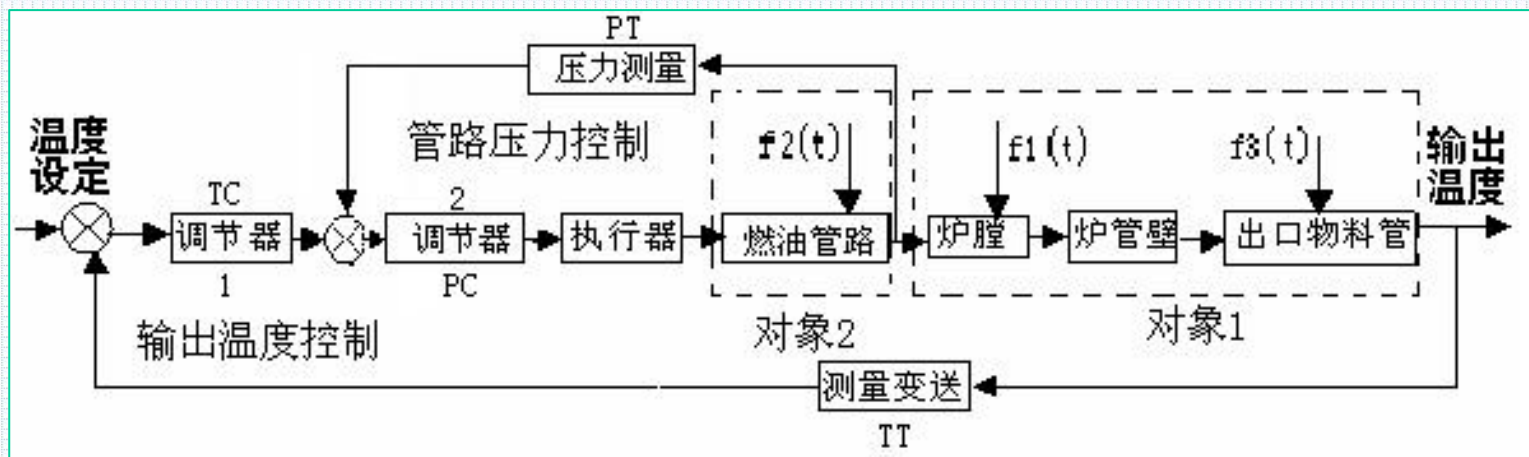 PT
压力测量
管路压力控制
温度
设定
f2(t)
f1(t)
f3(t)
输出
温度
TC
调节器
1
2
调节器
PC
执行器
燃油管路
炉膛
炉管壁
出口物料管
输出温度控制
对象2
对象1
测量变送
TT